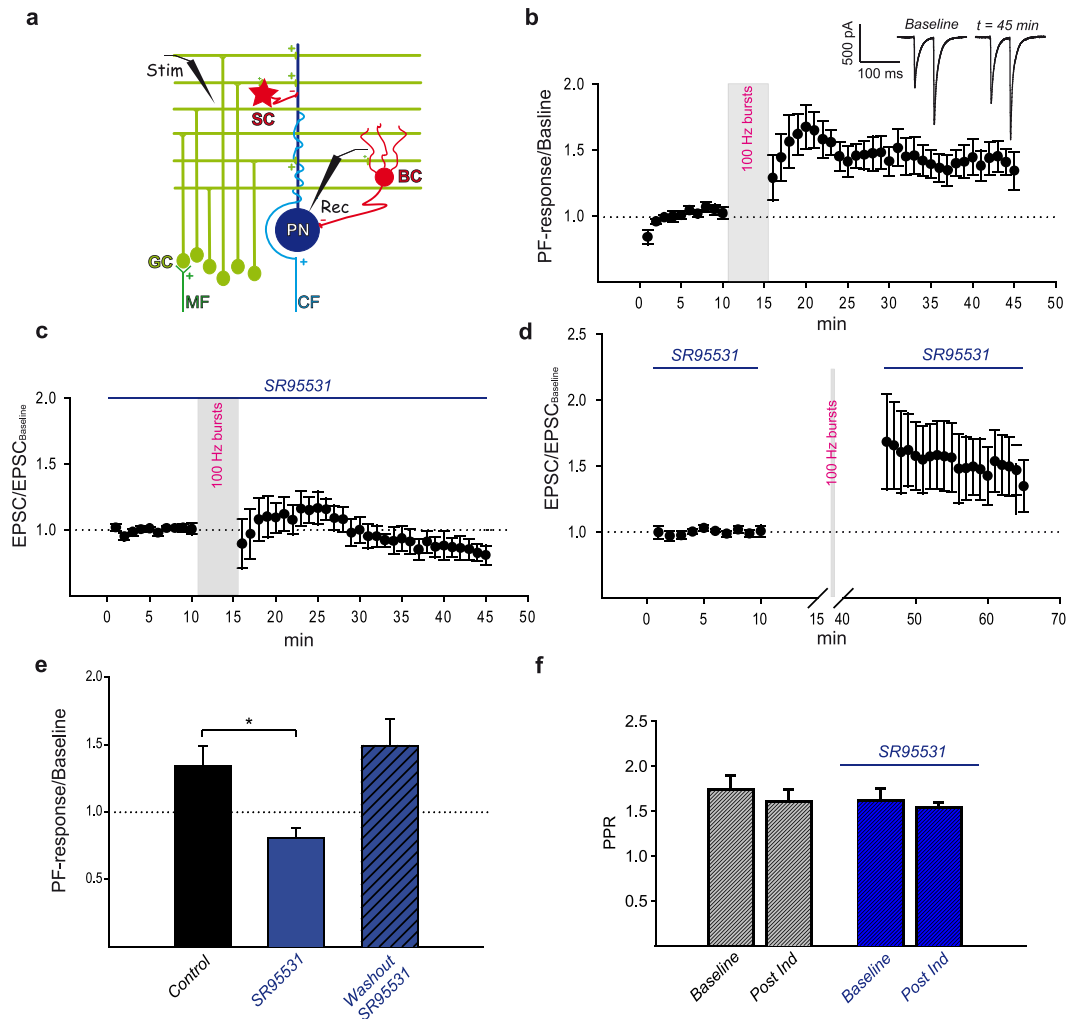 a
Stim
SC
BC
Rec
PN
GC
MF
CF
+
+
+
+
+
+
-
-
b
Baseline
t = 45 min
500 pA
100 ms
PF-response/Basline
2.0
1.5
1.0
100 Hz bursts
0 5 10 15 20 25 30 35 40 45 50
min
c
SR95531
EPSC/EPSCBaseline
2.0
1.5
1.0
100 Hz bursts
0 5 10 15 20 25 30 35 40 45 50
min
d
SR95531
SR95531
EPSC/EPSCBaseline
2.5
2.0
1.5
1.0
100 Hz bursts
0 5 10 15 40 50 60 70
min
e
PF-response/Baseline
2.0
1.5
1.0
0.5
*
Control
SR95531
Washout
SR95531
f
SR95531
PPR
2.5
2.0
1.5
1.0
0.5
Baseline
Post Ind
Baseline
Post Ind